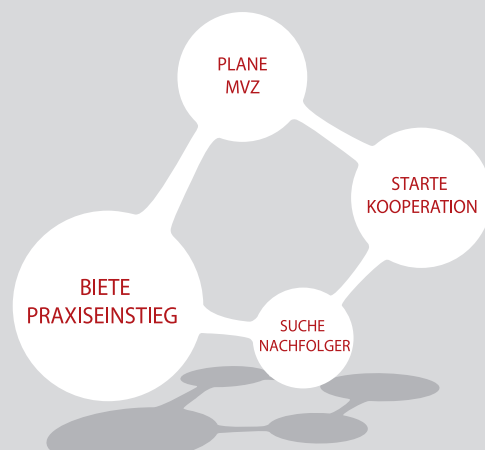 PLANE
MVZ
STARTE
KOOPERATION
BIETE
PRAXISEINSTIEG
SUCHE
NACHFOLGER